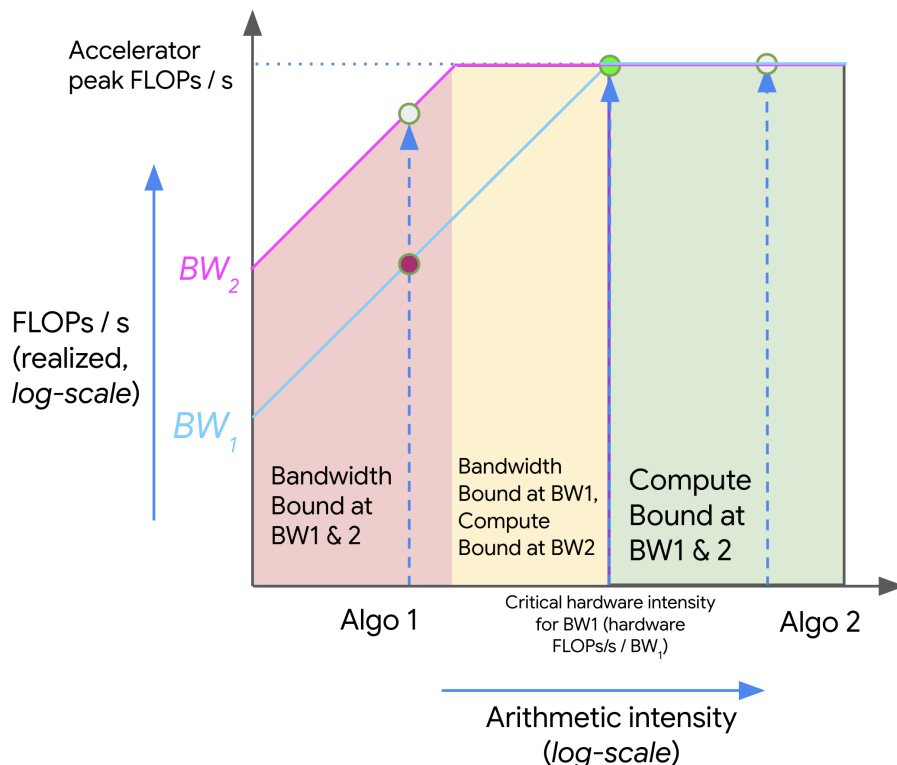 Accelerator
peak FLOPs / s
BW2
FLOPs / s
(realized,
log-scale)
BW1
Bandwidth
Bound at
BW1 & 2
Bandwidth
Bound at BW1,
Compute
Bound at BW2
Compute
Bound at
BW1 & 2
Algo 1
Critical hardware intensity
for BW1 (hardware
FLOPs/s / BW1)
Algo 2
Arithmetic intensity
(log-scale)